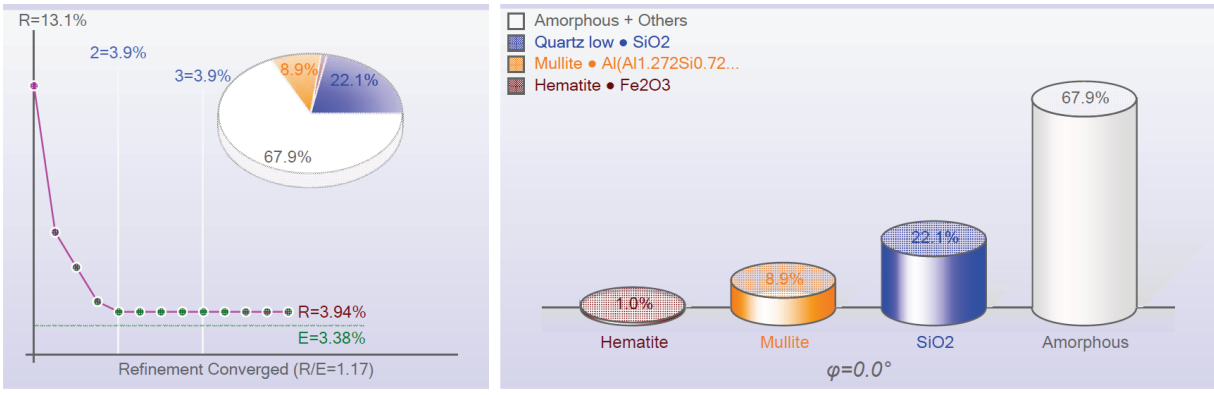 R=13.1%
2=3.9%
3=3.9%
8.9%
22.1%
67.9%
R=3.94%
E=3.38%
Refinement Converged (R/E=1.17)
Amorphous + Others
Quartz low ● SiO2
Mullite ● Al(Al1.272Si0.72...
Hematite ● Fe2O3
67.9%
22.1%
8.9%
1.0%
Hematite
Mullite
SiO2
Amorphous
φ=0.0°